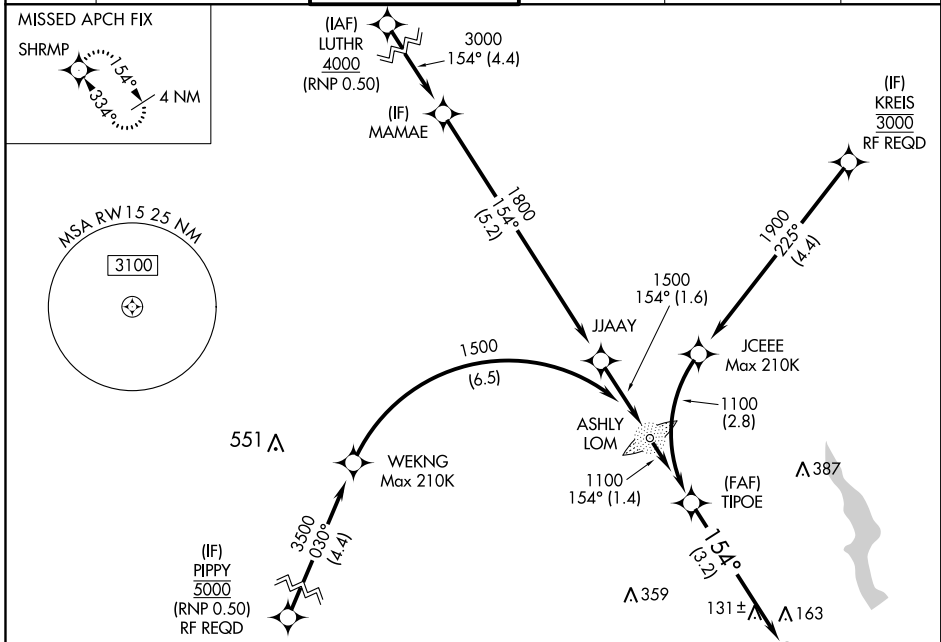 MISSED APCH FIX
SHRMP
154°
334°
4 NM
(IAF)
LUTHR
4000
(RNP 0.50)
3000
154° (4.4)
(IF)
MAMAE
(IF)
KREIS
3000
RF REQD
MSA RW15 25 NM
3100
1800
154°
(5.2)
1900
225°
(4.4)
1500
154° (1.6)
JJAAY
JCEEE
Max 210K
1500
(6.5)
1100
(2.8)
ASHLY
LOM
551
WEKNG
Max 210K
1100
154° (1.4)
(FAF)
TIPOE
387
3500
030°
(4.4)
(IF)
PIPPY
5000
(RNP 0.50)
RF REQD
154°
(3.2)
359
131±
163